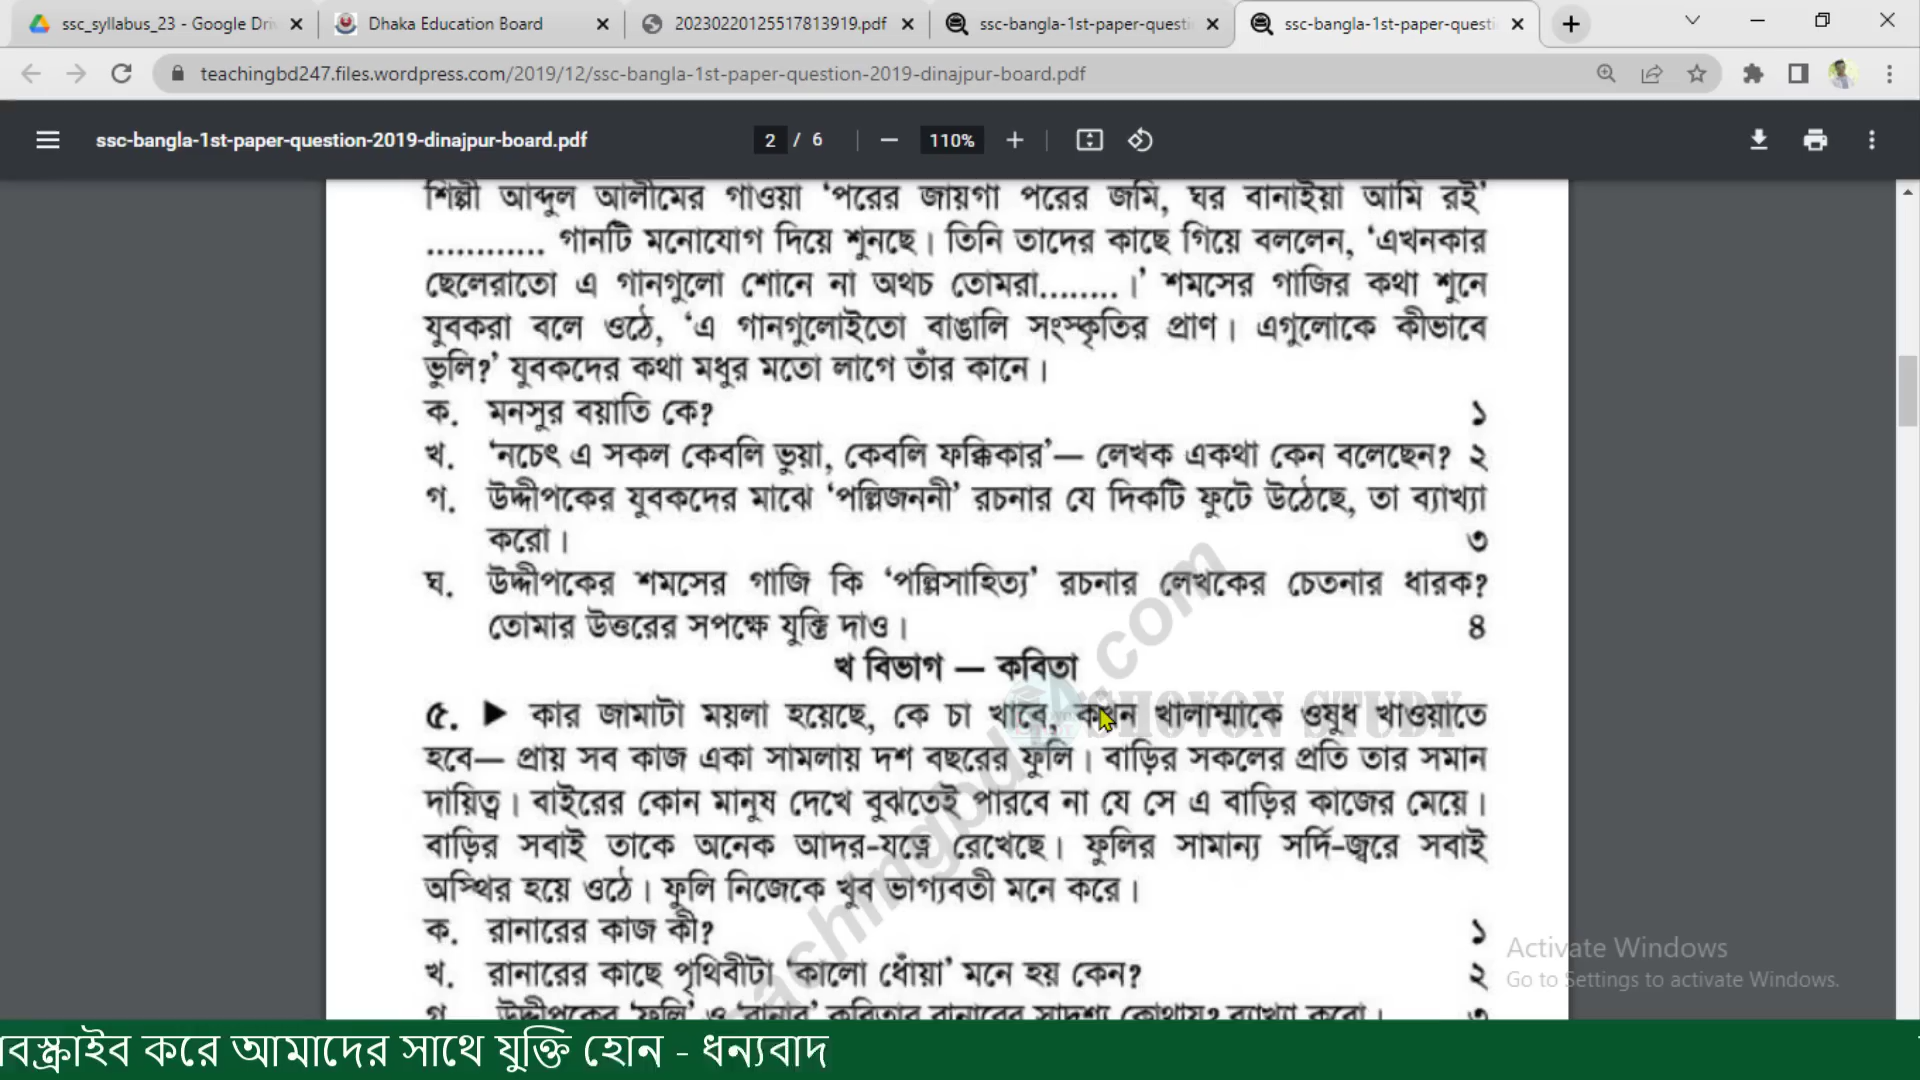 ssc_syllabus_23 - Google Dri
Dhaka Education Board
20230220125517813919.pdf
ssc-bangla-1st-paper-questi
ssc-bangla-1st-paper-questi
teachingbd247.files.wordpress.com/2019/12/ssc-bangla-1st-paper-question-2019-dinajpur-board.pdf
ssc-bangla-1st-paper-question-2019-dinajpur-board.pdf
2 / 6
110%
শিল্পী আব্দুল আলীমের গাওয়া ‘পরের জায়গা পরের জমি, ঘর বানাইয়া আমি রই’
............ গানটি মনোযোগ দিয়ে শুনছে। তিনি তাদের কাছে গিয়ে বললেন, ‘এখনকার
ছেলেরাতো এ গানগুলো শোনে না অথচ তোমরা........।’ শমসের গাজির কথা শুনে
যুবকরা বলে ওঠে, ‘এ গানগুলোইতো বাঙালি সংস্কৃতির প্রাণ। এগুলোকে কীভাবে
ভুলি?’ যুবকদের কথা মধুর মতো লাগে তাঁর কানে।
ক. মনসুর বয়াতি কে? ১
খ. ‘নচেৎ এ সকল কেবলি ভুয়া, কেবলি ফক্কিকার’— লেখক একথা কেন বলেছেন? ২
গ. উদ্দীপকের যুবকদের মাঝে ‘পল্লিজননী’ রচনার যে দিকটি ফুটে উঠেছে, তা ব্যাখ্যা
করো। ৩
ঘ. উদ্দীপকের শমসের গাজি কি ‘পল্লিসাহিত্য’ রচনার লেখকের চেতনার ধারক?
তোমার উত্তরের সপক্ষে যুক্তি দাও। ৪
খ বিভাগ — কবিতা
৫. ▶ কার জামাটা ময়লা হয়েছে, কে চা খাবে, কখন খালাম্মাকে ওষুধ খাওয়াতে
হবে— প্রায় সব কাজ একা সামলায় দশ বছরের ফুলি। বাড়ির সকলের প্রতি তার সমান
দায়িত্ব। বাইরের কোন মানুষ দেখে বুঝতেই পারবে না যে সে এ বাড়ির কাজের মেয়ে।
বাড়ির সবাই তাকে অনেক আদর-যত্নে রেখেছে। ফুলির সামান্য সর্দি-জ্বরে সবাই
অস্থির হয়ে ওঠে। ফুলি নিজেকে খুব ভাগ্যবতী মনে করে।
ক. রানারের কাজ কী? ১
খ. রানারের কাছে পৃথিবীটা ‘কালো ধোঁয়া’ মনে হয় কেন? ২
গ. উদ্দীপকের ‘ফুলি’ ও ‘রানার’ কবিতার রানারের সাদৃশ্য কোথায়? ব্যাখ্যা করো। ৩
SHOVON STUDY
Activate Windows
Go to Settings to activate Windows.
বস্ক্রাইব করে আমাদের সাথে যুক্তি হোন - ধন্যবাদ